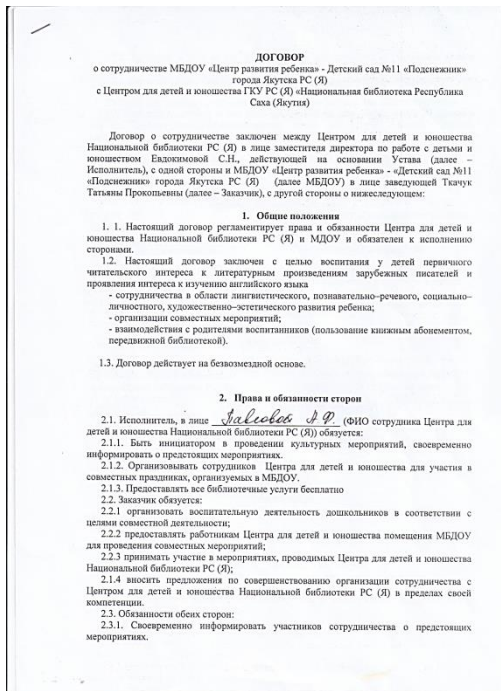 ДОГОВОР
о сотрудничестве МБДОУ «Центр развития ребенка» - Детский сад №11 «Подснежник»
города Якутска РС (Я)
с Центром для детей и юношества ГКУ РС (Я) «Национальная библиотека Республика
Саха (Якутия)
Договор о сотрудничестве заключен между Центром для детей и юношества
Национальной библиотеки РС (Я) в лице заместителя директора по работе с детьми и
юношеством Евдокимовой С.Н., действующей на основании Устава (далее –
Исполнитель), с одной стороны и МБДОУ «Центр развития ребенка» - «Детский сад №11
«Подснежник» города Якутска РС (Я) (далее МБДОУ) в лице заведующей Ткачук
Татьяны Прокопьевны (далее – Заказчик), с другой стороны о нижеследующем:
1. Общие положения
1. 1. Настоящий договор регламентирует права и обязанности Центра для детей и
юношества Национальной библиотеки РС (Я) и МДОУ и обязателен к исполнению
сторонами.
1.2. Настоящий договор заключен с целью воспитания у детей первичного
читательского интереса к литературным произведениям зарубежных писателей и
проявления интереса к изучению английского языка
- сотрудничества в области лингвистического, познавательно–речевого, социально–
личностного, художественно–эстетического развития ребенка;
- организации совместных мероприятий;
- взаимодействия с родителями воспитанников (пользование книжным абонементом,
передвижной библиотекой).
1.3. Договор действует на безвозмездной основе.
2. Права и обязанности сторон
2.1. Исполнитель, в лице Павловой А.Ф. (ФИО сотрудника Центра для
детей и юношества Национальной библиотеки РС (Я)) обязуется:
2.1.1. Быть инициатором в проведении культурных мероприятий, своевременно
информировать о предстоящих мероприятиях.
2.1.2. Организовывать сотрудников Центра для детей и юношества для участия в
совместных праздниках, организуемых в МБДОУ.
2.1.3. Предоставлять все библиотечные услуги бесплатно
2.2. Заказчик обязуется:
2.2.1 организовать воспитательную деятельность дошкольников в соответствии с
целями совместной деятельности;
2.2.2 предоставлять работникам Центра для детей и юношества помещения МБДОУ
для проведения совместных мероприятий;
2.2.3 принимать участие в мероприятиях, проводимых Центра для детей и юношества
Национальной библиотеки РС (Я);
2.1.4 вносить предложения по совершенствованию организации сотрудничества с
Центром для детей и юношества Национальной библиотеки РС (Я) в пределах своей
компетенции.
2.3. Обязанности обеих сторон:
2.3.1. Своевременно информировать участников сотрудничества о предстоящих
мероприятиях.